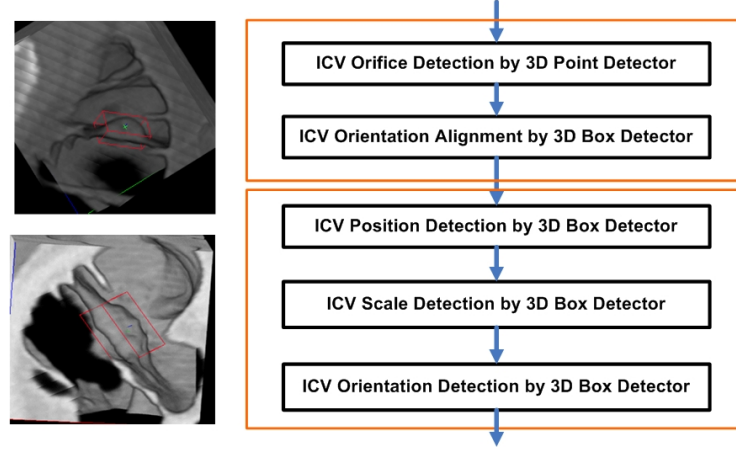 ICV Orifice Detection by 3D Point Detector
ICV Orientation Alignment by 3D Box Detector
ICV Position Detection by 3D Box Detector
ICV Scale Detection by 3D Box Detector
ICV Orientation Detection by 3D Box Detector